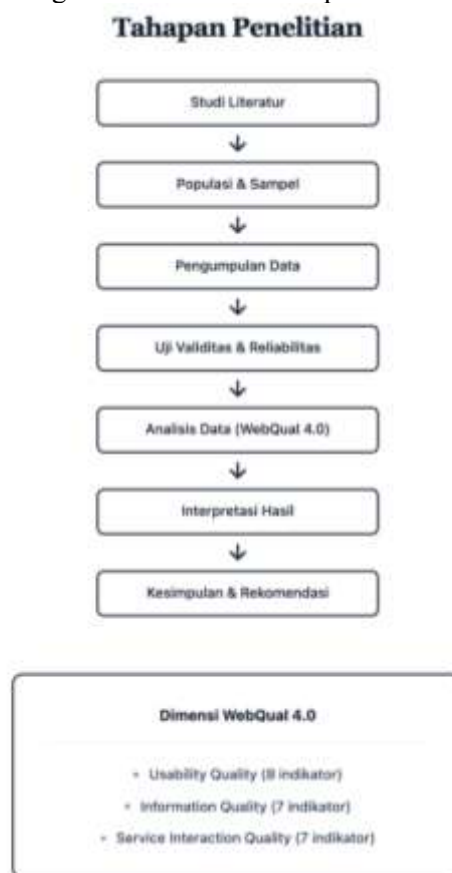 Tahapan Penelitian
Studi Literatur
↓
Populasi & Sampel
↓
Pengumpulan Data
↓
Uji Validitas & Reliabilitas
↓
Analisis Data (WebQual 4.0)
↓
Interpretasi Hasil
↓
Kesimpulan & Rekomendasi
Dimensi WebQual 4.0
• Usability Quality (8 indikator)
• Information Quality (7 indikator)
• Service Interaction Quality (7 indikator)